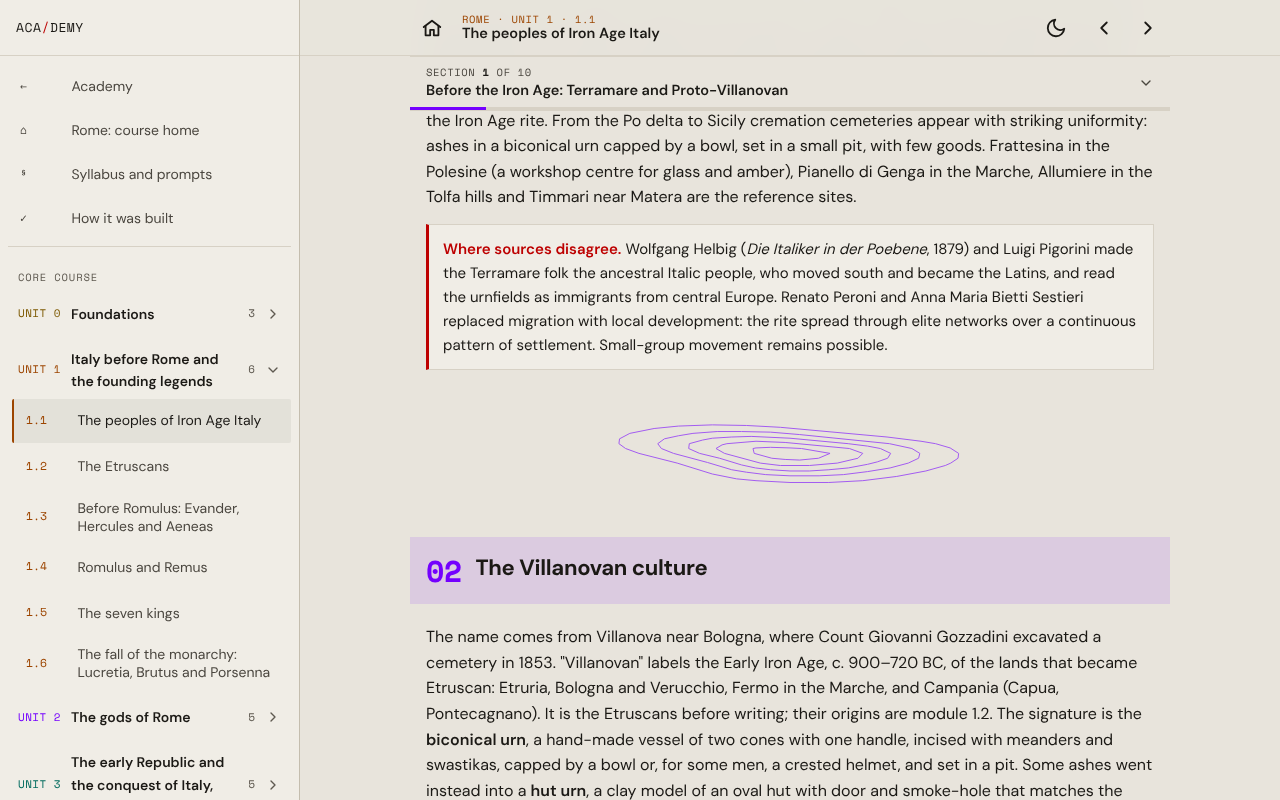 ACA/DEMY
← Academy
⌂ Rome: course home
§ Syllabus and prompts
✓ How it was built
CORE COURSE
UNIT 0 Foundations 3
UNIT 1 Italy before Rome and
the founding legends 6
1.1 The peoples of Iron Age Italy
1.2 The Etruscans
1.3 Before Romulus: Evander,
Hercules and Aeneas
1.4 Romulus and Remus
1.5 The seven kings
1.6 The fall of the monarchy:
Lucretia, Brutus and Porsenna
UNIT 2 The gods of Rome 5
The early Republic and
UNIT 3 the conquest of Italy, 5
ROME · UNIT 1 · 1.1
The peoples of Iron Age Italy
SECTION 1 OF 10
Before the Iron Age: Terramare and Proto-Villanovan
the Iron Age rite. From the Po delta to Sicily cremation cemeteries appear with striking uniformity:
ashes in a biconical urn capped by a bowl, set in a small pit, with few goods. Frattesina in the
Polesine (a workshop centre for glass and amber), Pianello di Genga in the Marche, Allumiere in the
Tolfa hills and Timmari near Matera are the reference sites.
Where sources disagree. Wolfgang Helbig (Die Italiker in der Poebene, 1879) and Luigi Pigorini made
the Terramare folk the ancestral Italic people, who moved south and became the Latins, and read
the urnfields as immigrants from central Europe. Renato Peroni and Anna Maria Bietti Sestieri
replaced migration with local development: the rite spread through elite networks over a continuous
pattern of settlement. Small-group movement remains possible.
02 The Villanovan culture
The name comes from Villanova near Bologna, where Count Giovanni Gozzadini excavated a
cemetery in 1853. "Villanovan" labels the Early Iron Age, c. 900–720 BC, of the lands that became
Etruscan: Etruria, Bologna and Verucchio, Fermo in the Marche, and Campania (Capua,
Pontecagnano). It is the Etruscans before writing; their origins are module 1.2. The signature is the
biconical urn, a hand-made vessel of two cones with one handle, incised with meanders and
swastikas, capped by a bowl or, for some men, a crested helmet, and set in a pit. Some ashes went
instead into a hut urn, a clay model of an oval hut with door and smoke-hole that matches the